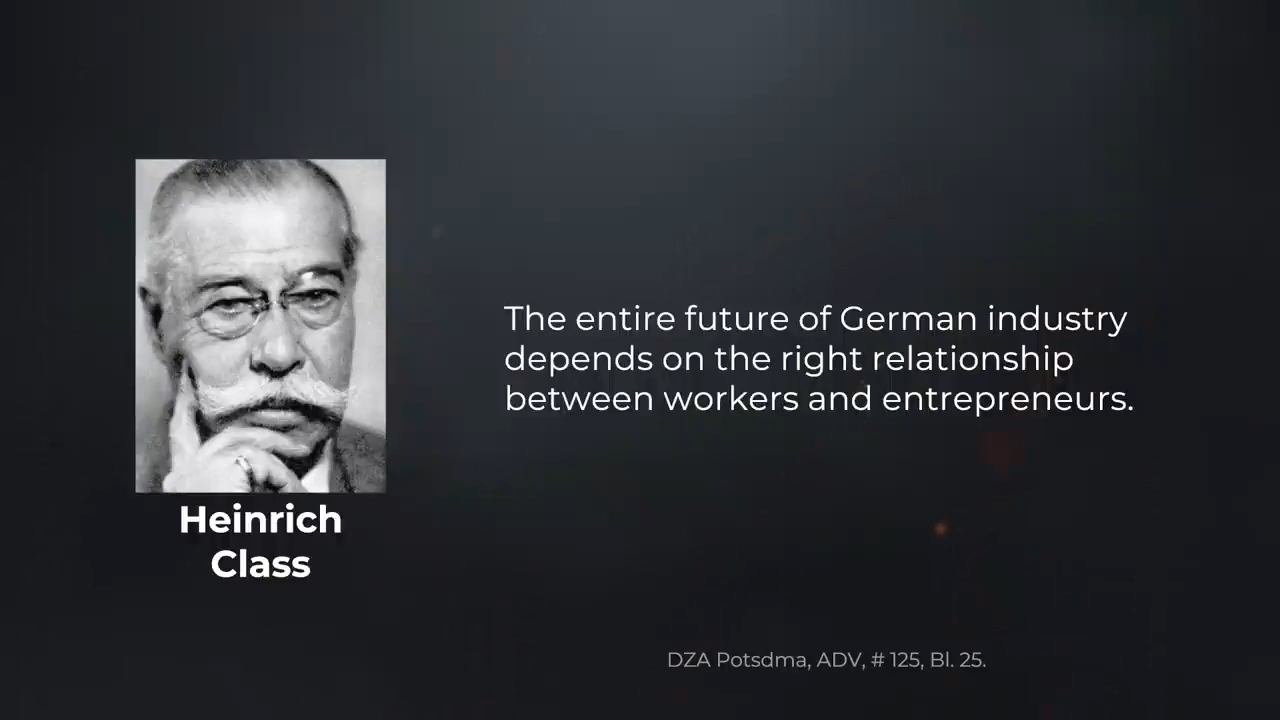 The entire future of German industry
depends on the right relationship
between workers and entrepreneurs.
Heinrich
Class
DZA Potsdma, ADV, # 125, Bl. 25.